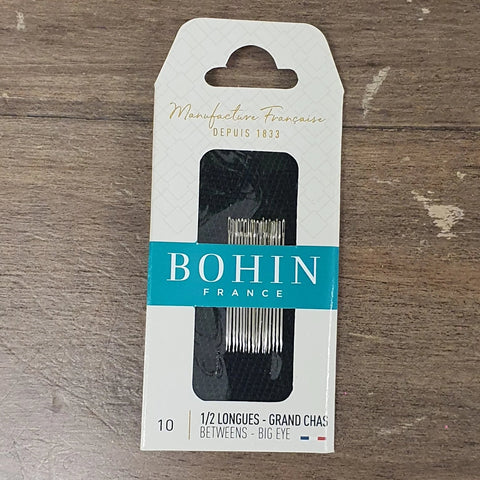 Manufacture Française
DEPUIS 1833
BOHIN
FRANCE
10
1/2 LONGUES - GRAND CHAS
BETWEENS - BIG EYE